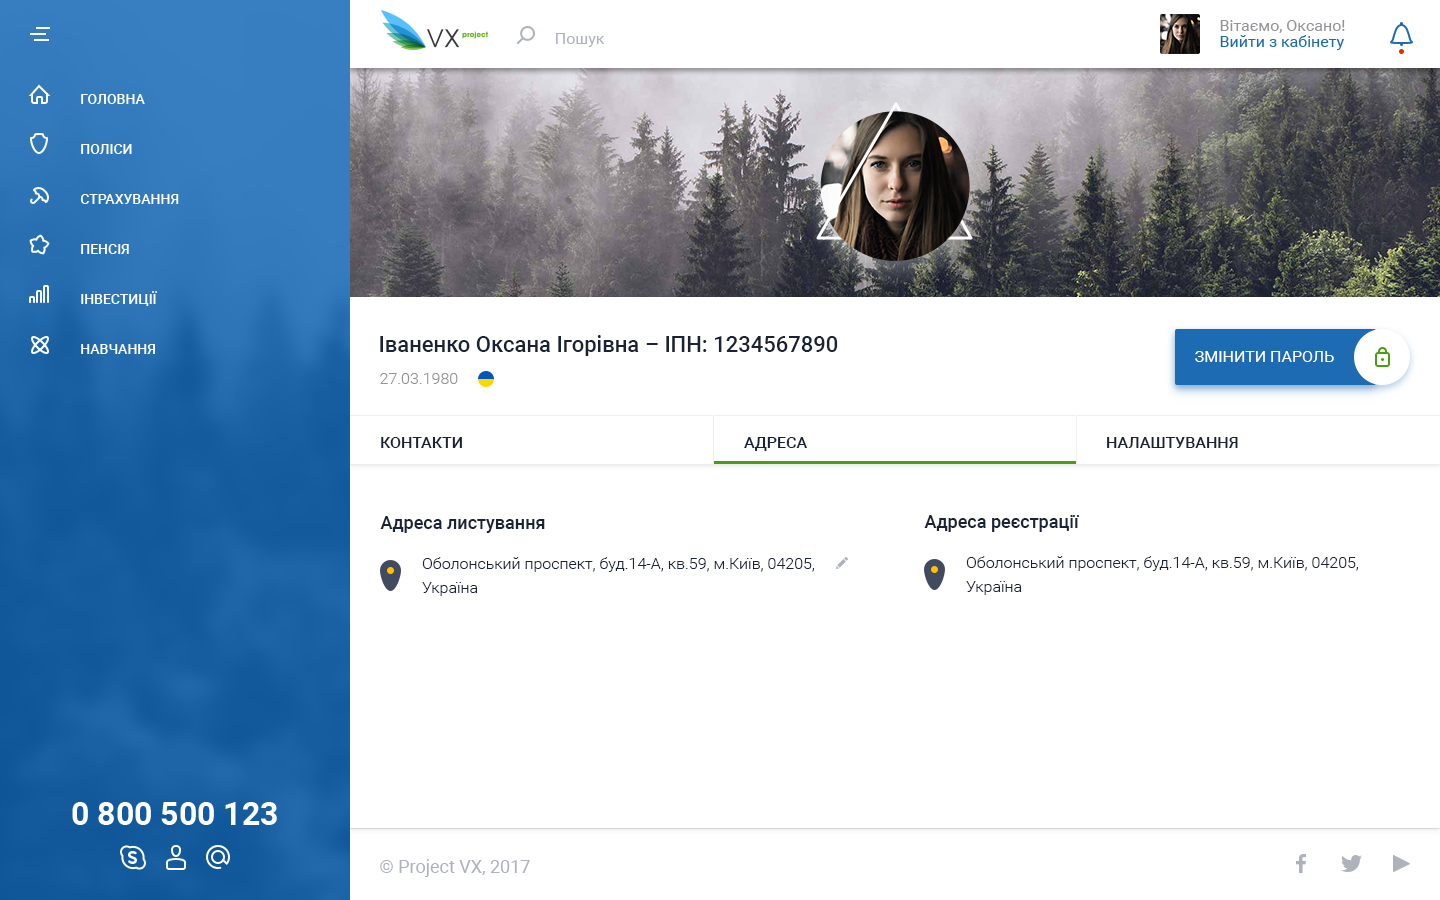 ГОЛОВНА
ПОЛІСИ
СТРАХУВАННЯ
ПЕНСІЯ
ІНВЕСТИЦІЇ
НАВЧАННЯ
0 800 500 123
VX project
Пошук
Вітаємо, Оксано!
Вийти з кабінету
Іваненко Оксана Ігорівна – ІПН: 1234567890
27.03.1980
ЗМІНИТИ ПАРОЛЬ
КОНТАКТИ
АДРЕСА
НАЛАШТУВАННЯ
Адреса листування
Оболонський проспект, буд.14-А, кв.59, м.Київ, 04205,
Україна
Адреса реєстрації
Оболонський проспект, буд.14-А, кв.59, м.Київ, 04205,
Україна
© Project VX, 2017